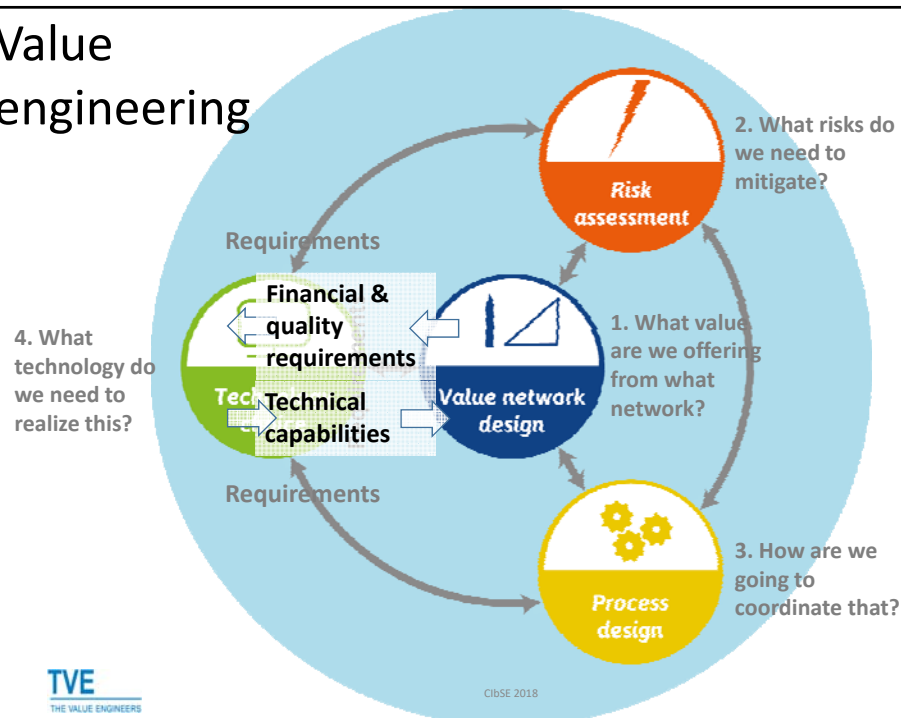 Value
engineering
2. What risks do
we need to
mitigate?
Risk
assessment
Requirements
Financial &
quality
requirements
4. What
technology do
we need to
realize this?
1. What value
are we offering
from what
network?
Technical
capabilities
Value network
design
Requirements
3. How are we
going to
coordinate that?
Process
design
TVE
THE VALUE ENGINEERS
CIbSE 2018